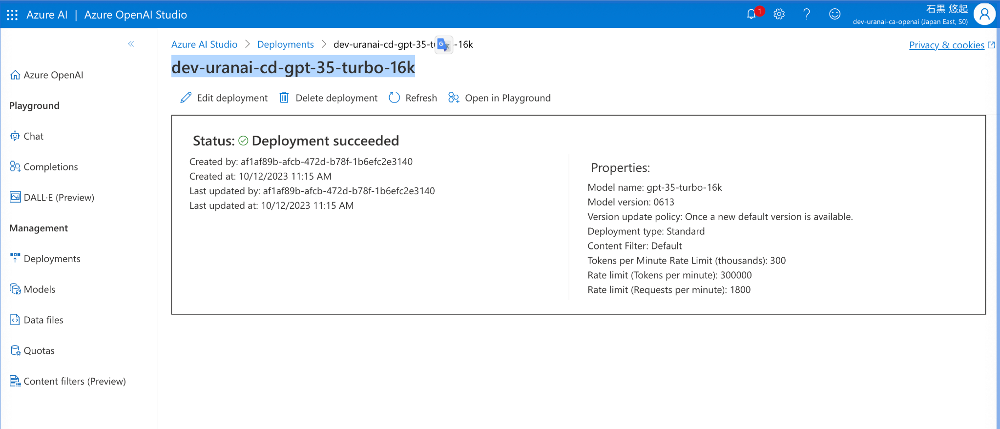 Azure AI | Azure OpenAI Studio
1
石黒 悠起
dev-uranai-ca-openai (Japan East, S0)
Azure AI Studio > Deployments > dev-uranai-cd-gpt-35-t -16k
Privacy & cookies
dev-uranai-cd-gpt-35-turbo-16k
Edit deployment Delete deployment Refresh Open in Playground
Azure OpenAI
Playground
Chat
Completions
DALL·E (Preview)
Management
Deployments
Models
Data files
Quotas
Content filters (Preview)
Status: Deployment succeeded
Created by: af1af89b-afcb-472d-b78f-1b6efc2e3140
Created at: 10/12/2023 11:15 AM
Last updated by: af1af89b-afcb-472d-b78f-1b6efc2e3140
Last updated at: 10/12/2023 11:15 AM
Properties:
Model name: gpt-35-turbo-16k
Model version: 0613
Version update policy: Once a new default version is available.
Deployment type: Standard
Content Filter: Default
Tokens per Minute Rate Limit (thousands): 300
Rate limit (Tokens per minute): 300000
Rate limit (Requests per minute): 1800